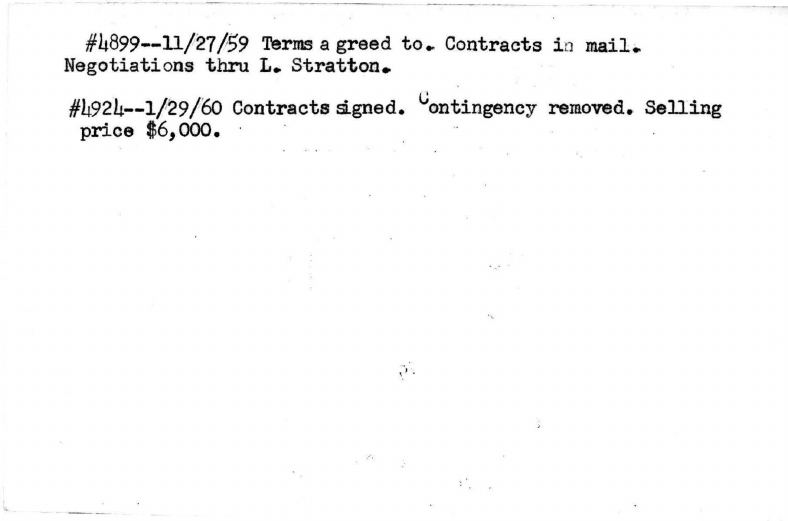 #4899--11/27/59 Terms a greed to. Contracts in mail.
Negotiations thru L. Stratton.
#4924--1/29/60 Contracts signed. Contingency removed. Selling
price $6,000.